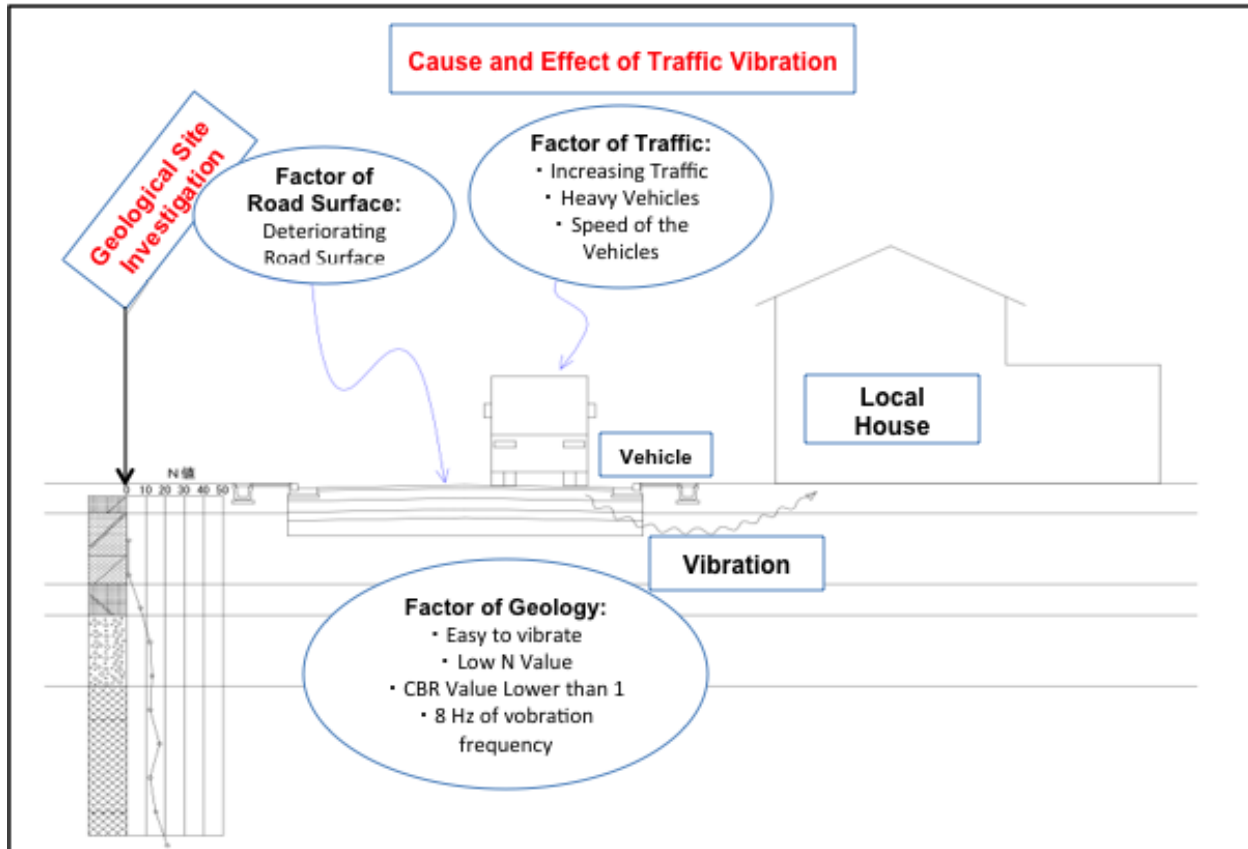 Cause and Effect of Traffic Vibration
Geological Site
Investigation
Factor of
Road Surface:
Deteriorating
Road Surface
Factor of Traffic:
・ Increasing Traffic
・ Heavy Vehicles
・ Speed of the
Vehicles
Local
House
Vehicle
N 値
0 10 20 30 40 50
Vibration
Factor of Geology:
・ Easy to vibrate
・ Low N Value
・ CBR Value Lower than 1
・ 8 Hz of vobration
frequency